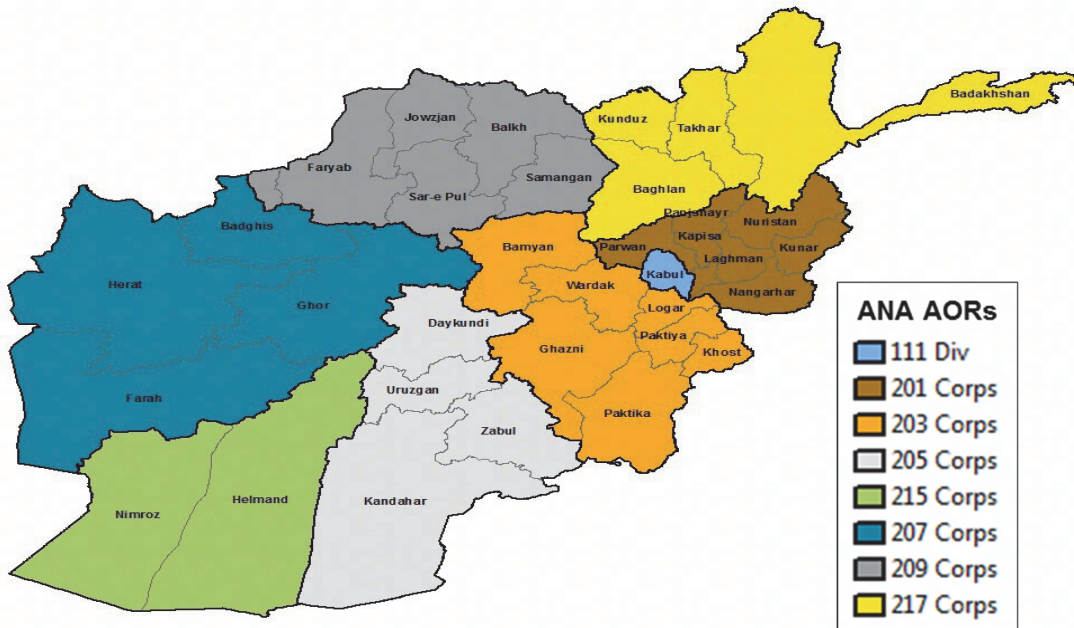 Badakhshan
Kunduz
Takhar
Jowzjan
Balkh
Faryab
Samangan
Baghlan
Sar-e Pul
Panjshayr
Nuristan
Badghis
Kapisa
Parwan
Bamyan
Kunar
Laghman
Kabul
Herat
Wardak
Nangarhar
Ghor
Logar
Daykundi
Paktiya
Ghazni
Khost
Uruzgan
Farah
Paktika
Zabul
Helmand
Kandahar
Nimroz
ANA AORs
111 Div
201 Corps
203 Corps
205 Corps
215 Corps
207 Corps
209 Corps
217 Corps